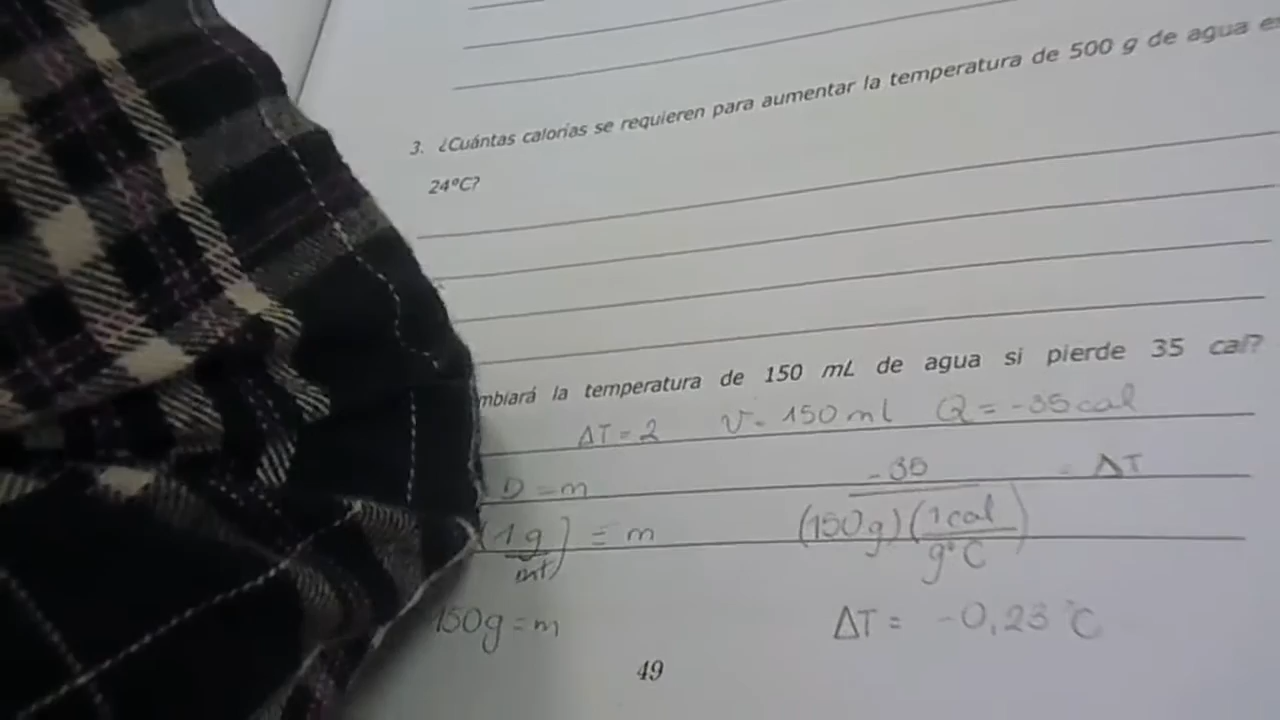 3. ¿Cuántas calorías se requieren para aumentar la temperatura de 500 g de agua
24°C?
mbiará la temperatura de 150 mL de agua si pierde 35 cal?
ΔT = 2 V = 150 ml Q = -35 cal
D = m -35 = ΔT
(1g = m (150g)(1cal)
ml) g°C
150g = m ΔT = -0,23 °C
49